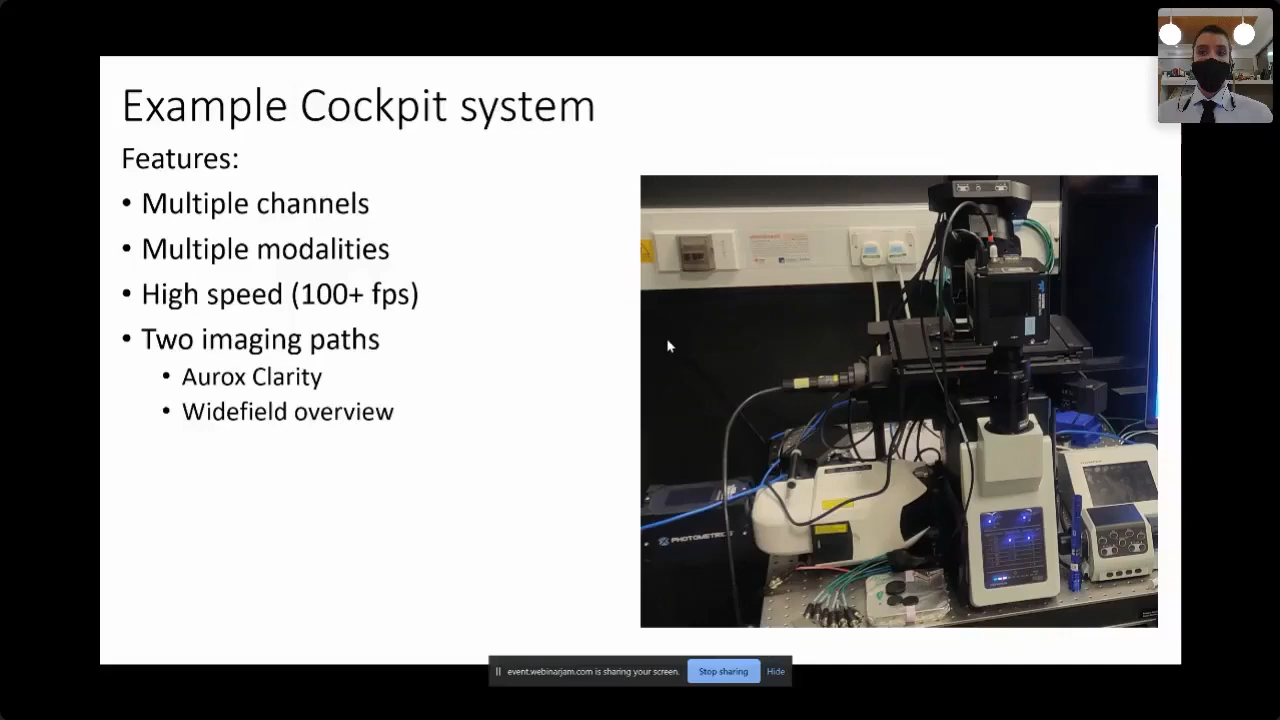 Example Cockpit system
Features:
• Multiple channels
• Multiple modalities
• High speed (100+ fps)
• Two imaging paths
• Aurox Clarity
• Widefield overview
PHOTOMETRICS
event.webinarjam.com is sharing your screen.
Stop sharing
Hide